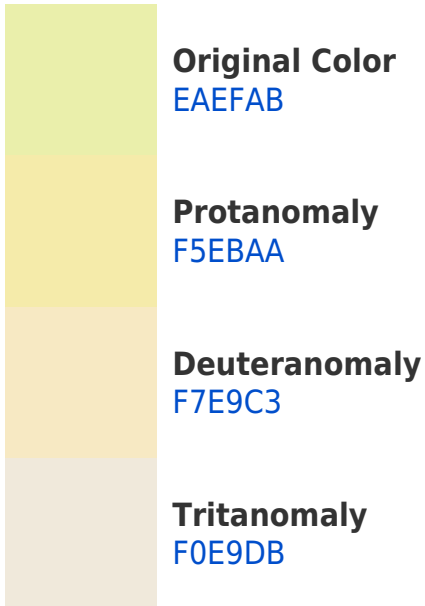 Original Color
EAEFAB
Protanomaly
F5EBAA
Deuteranomaly
F7E9C3
Tritanomaly
F0E9DB